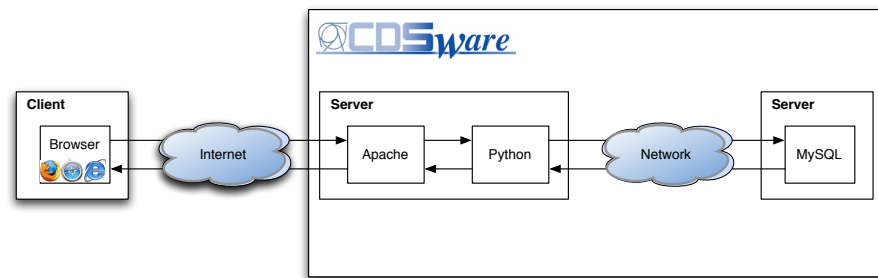 CDSware
Client
Server
Server
Browser
Internet
Apache
Python
Network
MySQL